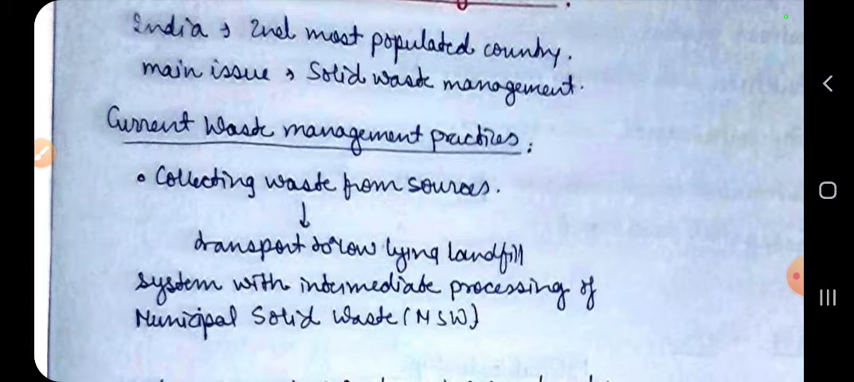 India → 2nd most populated country.
main issue → Solid waste management.
Current Waste management practices:
• Collecting waste from sources.
↓
transport to low lying landfill
system with intermediate processing of
Municipal Solid Waste (MSW)